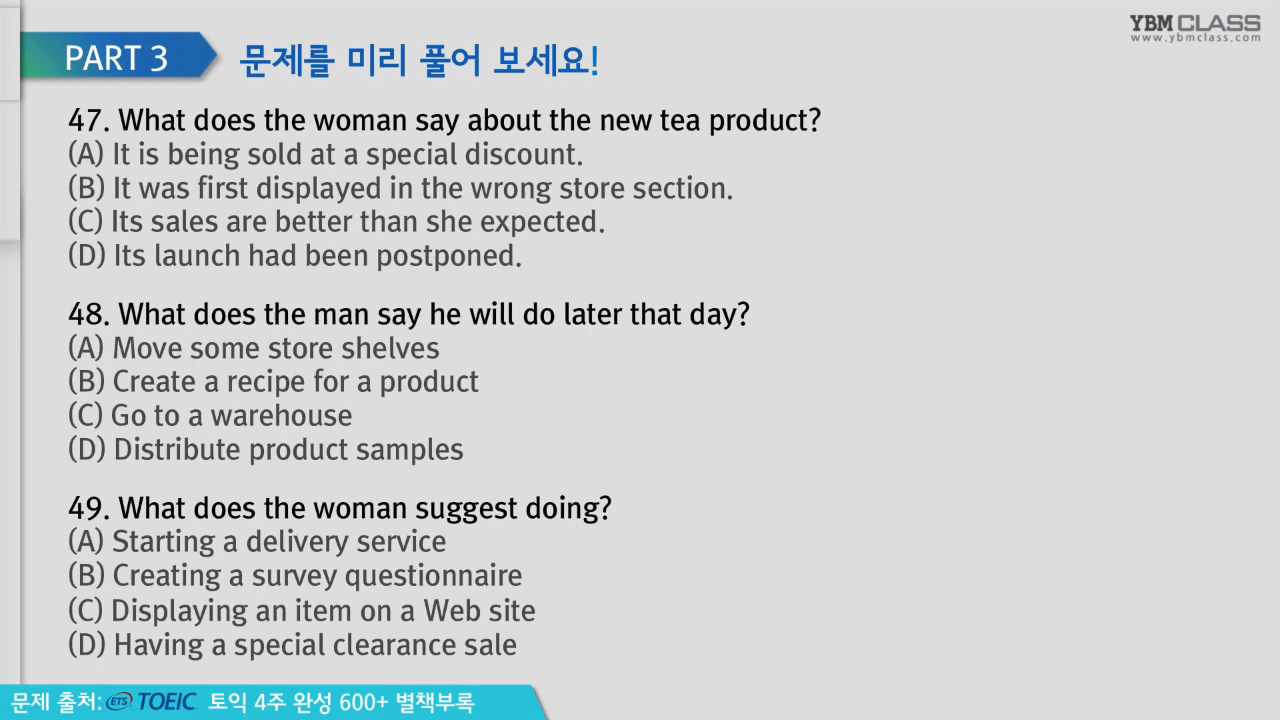 YBM CLASS
www.ybmclass.com
PART 3 문제를 미리 풀어 보세요!
47. What does the woman say about the new tea product?
(A) It is being sold at a special discount.
(B) It was first displayed in the wrong store section.
(C) Its sales are better than she expected.
(D) Its launch had been postponed.
48. What does the man say he will do later that day?
(A) Move some store shelves
(B) Create a recipe for a product
(C) Go to a warehouse
(D) Distribute product samples
49. What does the woman suggest doing?
(A) Starting a delivery service
(B) Creating a survey questionnaire
(C) Displaying an item on a Web site
(D) Having a special clearance sale
문제 출처: ETS TOEIC 토익 4주 완성 600+ 별책부록